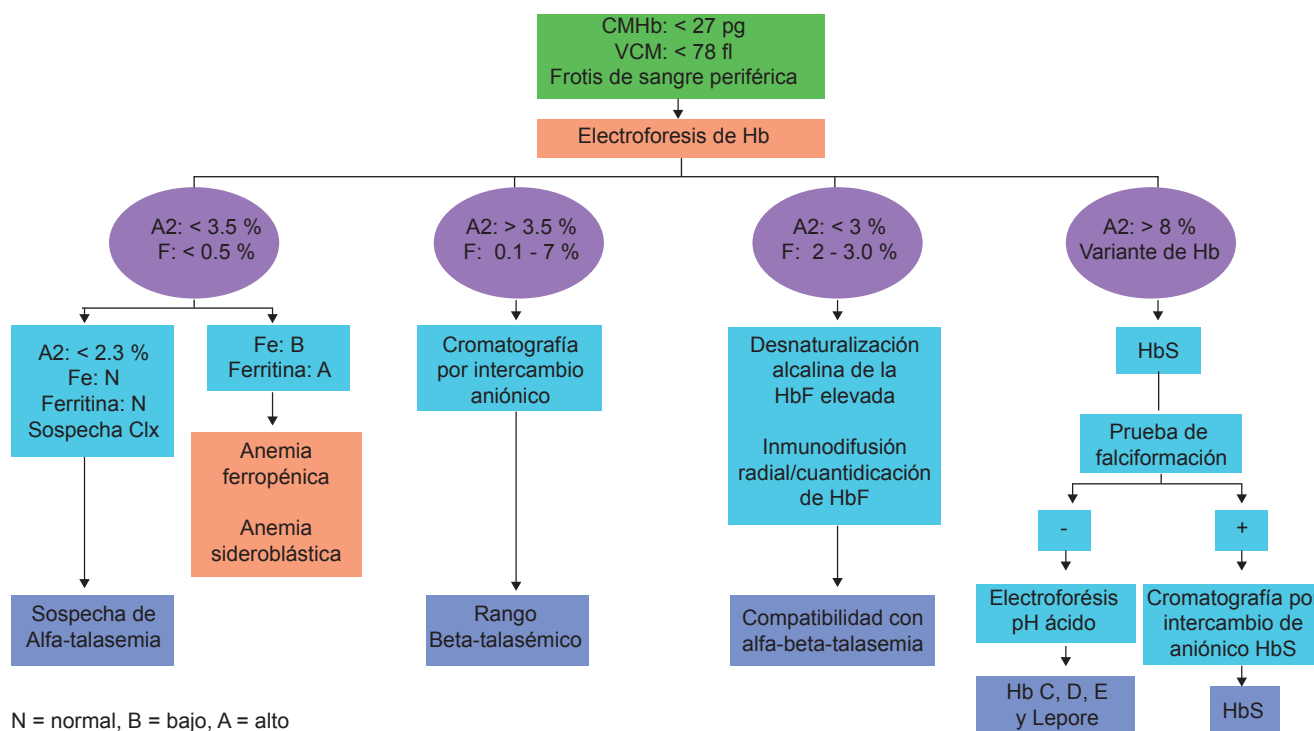 CMHb: < 27 pg
VCM: < 78 fl
Frotis de sangre periférica
Electroforesis de Hb
A2: < 3.5 %
F: < 0.5 %
A2: > 3.5 %
F: 0.1 - 7 %
A2: < 3 %
F: 2 - 3.0 %
A2: > 8 %
Variante de Hb
A2: < 2.3 %
Fe: N
Ferritina: N
Sospecha Clx
Fe: B
Ferritina: A
Anemia
ferropénica
Anemia
sideroblástica
Sospecha de
Alfa-talasemia
Cromatografía
por intercambio
aniónico
Rango
Beta-talasémico
Desnaturalización
alcalina de la
HbF elevada
Inmunodifusión
radial/cuantidicación
de HbF
Compatibilidad con
alfa-beta-talasemia
HbS
Prueba de
falciformación
-
+
Electroforésis
pH ácido
Cromatografía po
intercambio de
aniónico HbS
Hb C, D, E
y Lepore
HbS
N = normal, B = bajo, A = alto